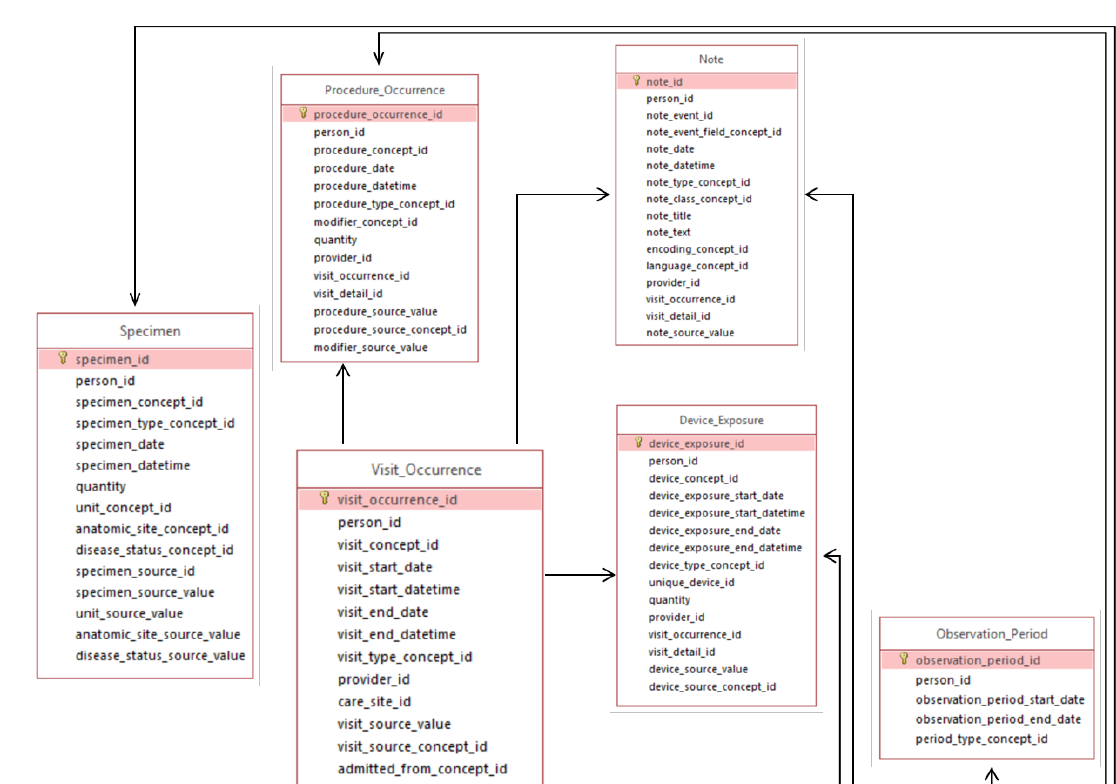 Procedure_Occurrence
procedure_occurrence_id
person_id
procedure_concept_id
procedure_date
procedure_datetime
procedure_type_concept_id
modifier_concept_id
quantity
provider_id
visit_occurrence_id
visit_detail_id
procedure_source_value
procedure_source_concept_id
modifier_source_value
Note
note_id
person_id
note_event_id
note_event_field_concept_id
note_date
note_datetime
note_type_concept_id
note_class_concept_id
note_title
note_text
encoding_concept_id
language_concept_id
provider_id
visit_occurrence_id
visit_detail_id
note_source_value
Specimen
specimen_id
person_id
specimen_concept_id
specimen_type_concept_id
specimen_date
specimen_datetime
quantity
unit_concept_id
anatomic_site_concept_id
disease_status_concept_id
specimen_source_id
specimen_source_value
unit_source_value
anatomic_site_source_value
disease_status_source_value
Visit_Occurrence
visit_occurrence_id
person_id
visit_concept_id
visit_start_date
visit_start_datetime
visit_end_date
visit_end_datetime
visit_type_concept_id
provider_id
care_site_id
visit_source_value
visit_source_concept_id
admitted_from_concept_id
Device_Exposure
device_exposure_id
person_id
device_concept_id
device_exposure_start_date
device_exposure_start_datetime
device_exposure_end_date
device_exposure_end_datetime
device_type_concept_id
unique_device_id
quantity
provider_id
visit_occurrence_id
visit_detail_id
device_source_value
device_source_concept_id
Observation_Period
observation_period_id
person_id
observation_period_start_date
observation_period_end_date
period_type_concept_id